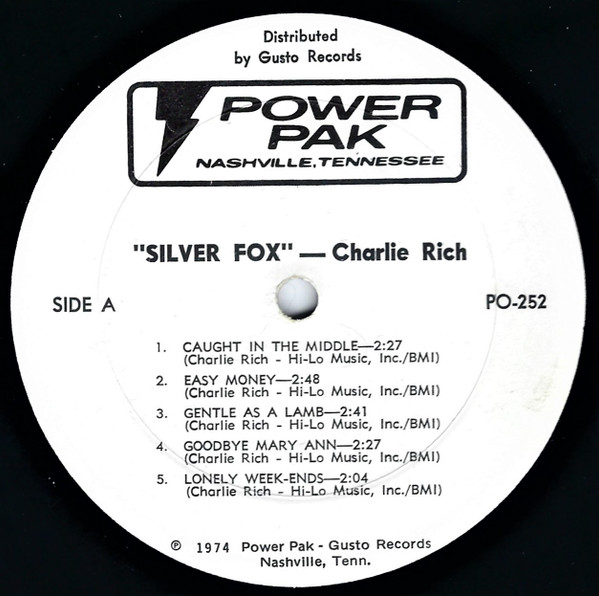 Distributed
by Gusto Records
POWER
PAK
NASHVILLE, TENNESSEE
"SILVER FOX" — Charlie Rich
SIDE A
PO-252
1. CAUGHT IN THE MIDDLE—2:27
(Charlie Rich - Hi-Lo Music, Inc./BMI)
2. EASY MONEY—2:48
(Charlie Rich - Hi-Lo Music, Inc./BMI)
3. GENTLE AS A LAMB—2:41
(Charlie Rich - Hi-Lo Music, Inc./BMI)
4. GOODBYE MARY ANN—2:27
(Charlie Rich - Hi-Lo Music, Inc./BMI)
5. LONELY WEEK-ENDS—2:04
(Charlie Rich - Hi-Lo Music, Inc./BMI)
℗ 1974 Power Pak - Gusto Records
Nashville, Tenn.